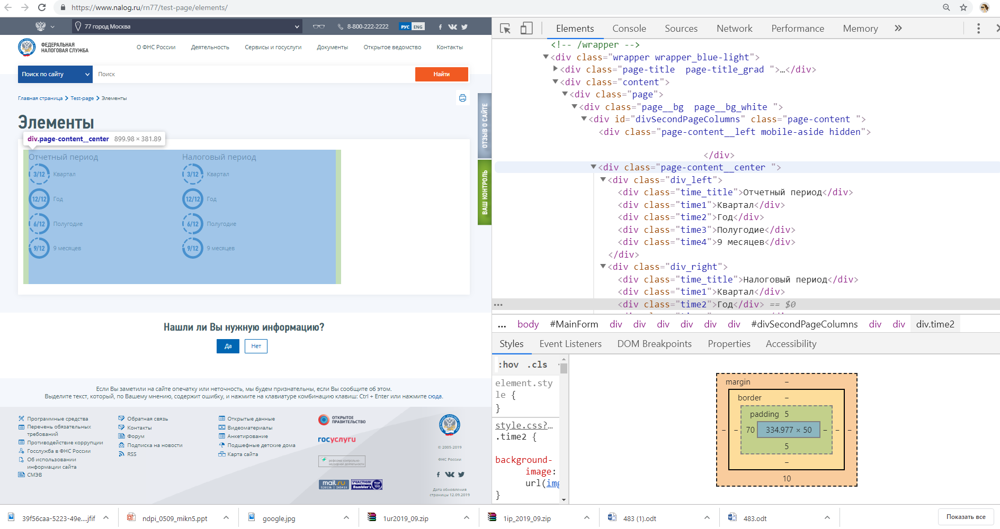 https://www.nalog.ru/rn77/test-page/elements/
77 город Москва
8-800-222-2222
РУС ENG
ФЕДЕРАЛЬНАЯ
НАЛОГОВАЯ СЛУЖБА
О ФНС России
Деятельность
Сервисы и госуслуги
Документы
Открытое ведомство
Контакты
Поиск по сайту
Поиск
Найти
Главная страница
Test-page
Элементы
Элементы
div.page-content__center 899.98 × 381.89
Отчетный период
3/12 Квартал
12/12 Год
6/12 Полугодие
9/12 9 месяцев
Налоговый период
3/12 Квартал
12/12 Год
6/12 Полугодие
9/12 9 месяцев
ОТЗЫВ О САЙТЕ
ВАШ КОНТРОЛЬ
Нашли ли Вы нужную информацию?
Да
Нет
Если Вы заметили на сайте опечатку или неточность, мы будем признательны, если Вы сообщите об этом.
Выделите текст, который, по Вашему мнению, содержит ошибку, и нажмите на клавиатуре комбинацию клавиш: Ctrl + Enter или нажмите сюда.
Программные средства
Перечень обязательных
требований
Противодействие коррупции
Госслужба в ФНС России
Об использовании
информации сайта
СМЭВ
Обратная связь
Контакты
Форум
Подписка на новости
RSS
Открытые данные
Видеоматериалы
Анкетирование
Подшефные детские дома
Карта сайта
ОТКРЫТОЕ
ПРАВИТЕЛЬСТВО
госуслуги
реформа контрольно-
надзорной деятельности
mail.ru
УЧАСТНИК
Rambler's
TOP
100
© 2005-2019
ФНС России
Дата обновления
страницы 12.09.2019
Elements
Console
Sources
Network
Performance
Memory
<!-- /wrapper -->
<div class="wrapper wrapper_blue-light">
<div class="page-title  page-title_grad ">…</div>
<div class="content">
<div class="page">
<div class="page__bg  page__bg_white ">
<div id="divSecondPageColumns" class="page-content ">
<div class="page-content__left mobile-aside hidden">
</div>
<div class="page-content__center ">
<div class="div_left">
<div class="time_title">Отчетный период</div>
<div class="time1">Квартал</div>
<div class="time2">Год</div>
<div class="time3">Полугодие</div>
<div class="time4">9 месяцев</div>
</div>
<div class="div_right">
<div class="time_title">Налоговый период</div>
<div class="time1">Квартал</div>
<div class="time2">Год</div> == $0
... body #MainForm div div div div div div #divSecondPageColumns div div div.time2
Styles
Event Listeners
DOM Breakpoints
Properties
Accessibility
:hov .cls
element.sty
le {
}
style.css?…
.time2 {
background-
image:
url(img
}
margin –
border –
padding 5
– – 70 334.977 × 50 – – –
5
–
10
39f56caa-5223-49e....jfif
ndpi_0509_mikn5.ppt
google.jpg
1ur2019_09.zip
1ip_2019_09.zip
483 (1).odt
483.odt
Показать все